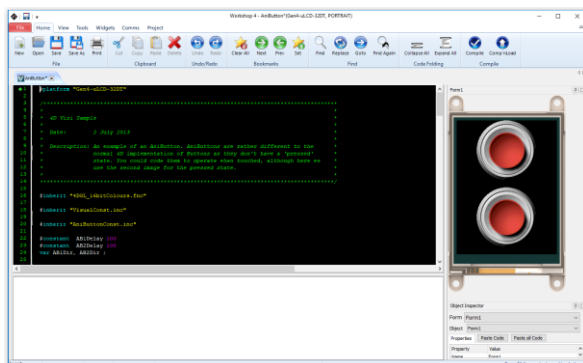 Workshop 4 - AniButton*(Gen4-uLCD-32DT, PORTRAIT)
File Home View Tools Widgets Comms Project
New Open Save Save As Print Cut Copy Paste Delete Undo Redo Clear All Next Prev Set Find Replace Goto Find Again Collapse All Expand All Compile Comp'nLoad
File Clipboard Undo/Redo Bookmarks Find Code Folding Compile
AniButton*
Form1
1 #platform "Gen4-uLCD-32DT"
4D Visi Sample
Date: 2 July 2013
Description: An example of an AniButton. AniButtons are rather different to the
normal 4D implementation of Buttons as they don't have a 'pressed'
state. You could code them to operate when touched, although here we
use the second image for the pressed state.
#inherit "4DGL_16bitColours.fnc"
#inherit "VisualConst.inc"
#inherit "AniButtonConst.inc"
#constant AB1Delay 100
#constant AB2Delay 100
var AB1Dir, AB2Dir ;
Object Inspector
Form Form1
Object Form1
Properties Paste Code Paste all Code
Property Value
Name Form1